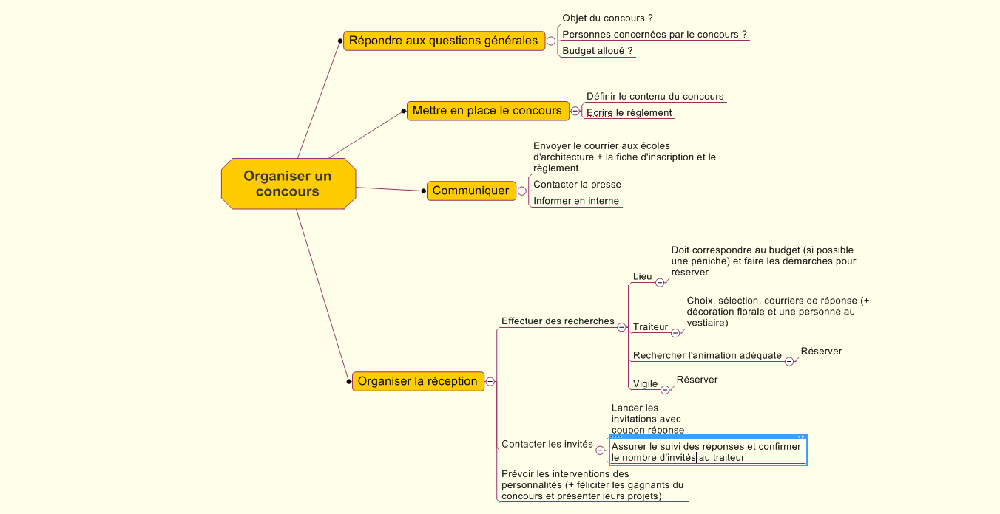 Objet du concours ?
Répondre aux questions générales
Personnes concernées par le concours ?
Budget alloué ?
Définir le contenu du concours
Mettre en place le concours
Ecrire le règlement
Envoyer le courrier aux écoles
d'architecture + la fiche d'inscription et le
règlement
Organiser un
concours
Contacter la presse
Communiquer
Informer en interne
Doit correspondre au budget (si possible
une péniche) et faire les démarches pour
réserver
Lieu
Choix, sélection, courriers de réponse (+
décoration florale et une personne au
vestiaire)
Effectuer des recherches
Traiteur
Rechercher l'animation adéquate
Réserver
Organiser la réception
Vigile
Réserver
Lancer les
invitations avec
coupon réponse
Contacter les invités
Assurer le suivi des réponses et confirmer
le nombre d'invités au traiteur
Prévoir les interventions des
personnalités (+ féliciter les gagnants du
concours et présenter leurs projets)